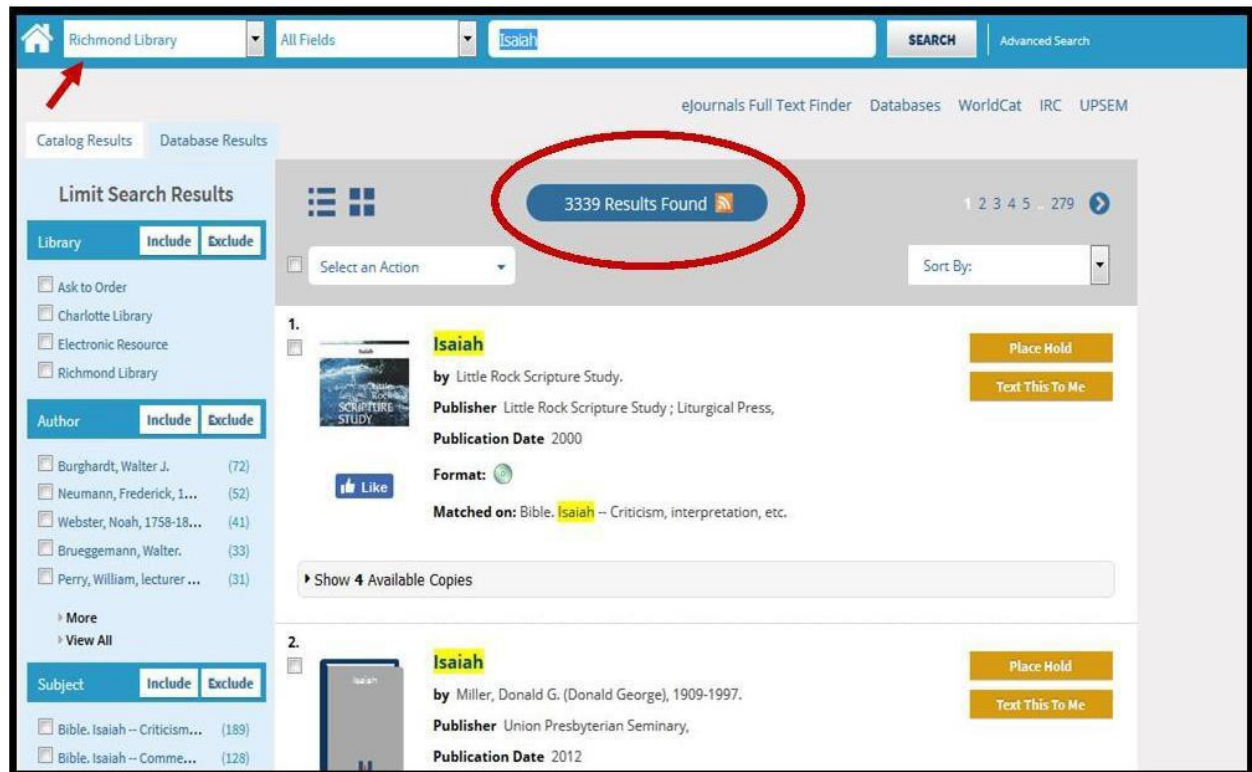 Richmond Library All Fields Isaiah SEARCH Advanced Search
eJournals Full Text Finder Databases WorldCat IRC UPSEM
Catalog Results Database Results
Limit Search Results
Library Include Exclude
Ask to Order
Charlotte Library
Electronic Resource
Richmond Library
Author Include Exclude
Burghardt, Walter J. (72)
Neumann, Frederick, 1... (52)
Webster, Noah, 1758-18... (41)
Brueggemann, Walter. (33)
Perry, William, lecturer ... (31)
More
View All
Subject Include Exclude
Bible. Isaiah -- Criticism... (189)
Bible. Isaiah -- Comme... (128)
3339 Results Found
1 2 3 4 5 .. 279
Select an Action
Sort By:
1.
Isaiah
Little Rock
SCRIPTURE
STUDY
Like
Isaiah
by Little Rock Scripture Study.
Publisher Little Rock Scripture Study ; Liturgical Press,
Publication Date 2000
Format:
Matched on: Bible. Isaiah -- Criticism, interpretation, etc.
Place Hold
Text This To Me
Show 4 Available Copies
2.
Isaiah
Isaiah
by Miller, Donald G. (Donald George), 1909-1997.
Publisher Union Presbyterian Seminary,
Publication Date 2012
Place Hold
Text This To Me